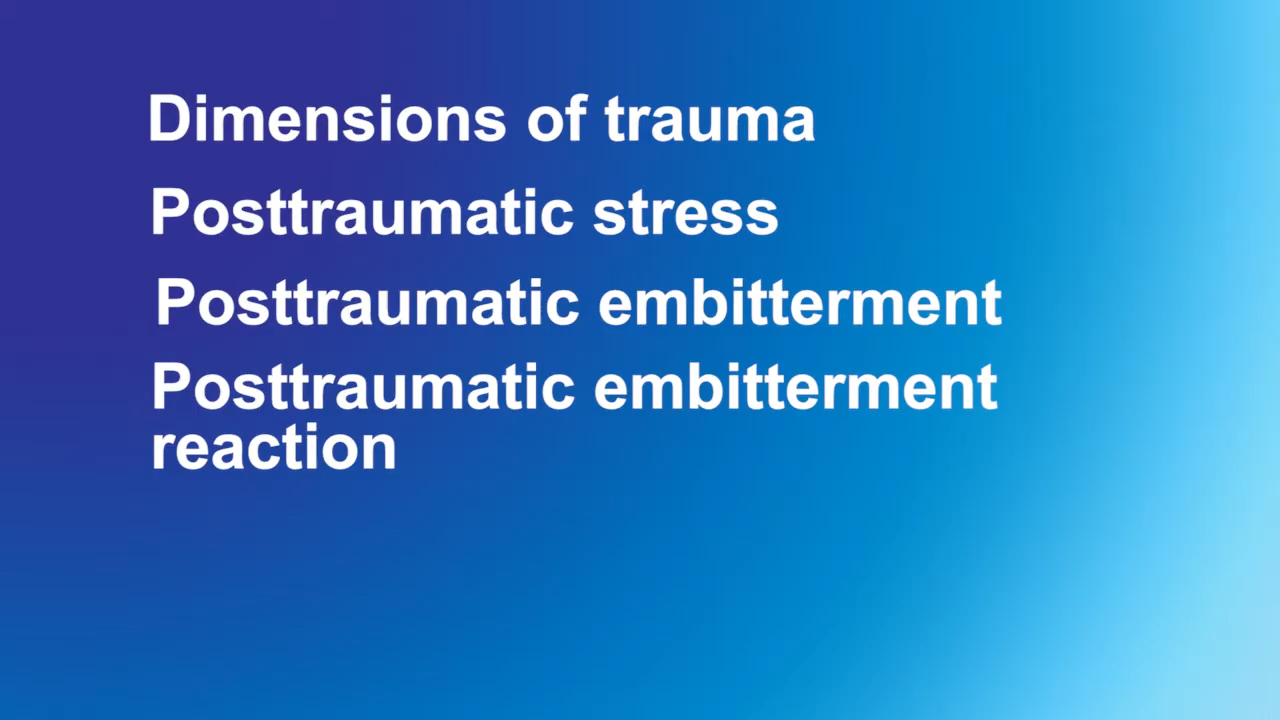 Dimensions of trauma
Posttraumatic stress
Posttraumatic embitterment
Posttraumatic embitterment
reaction